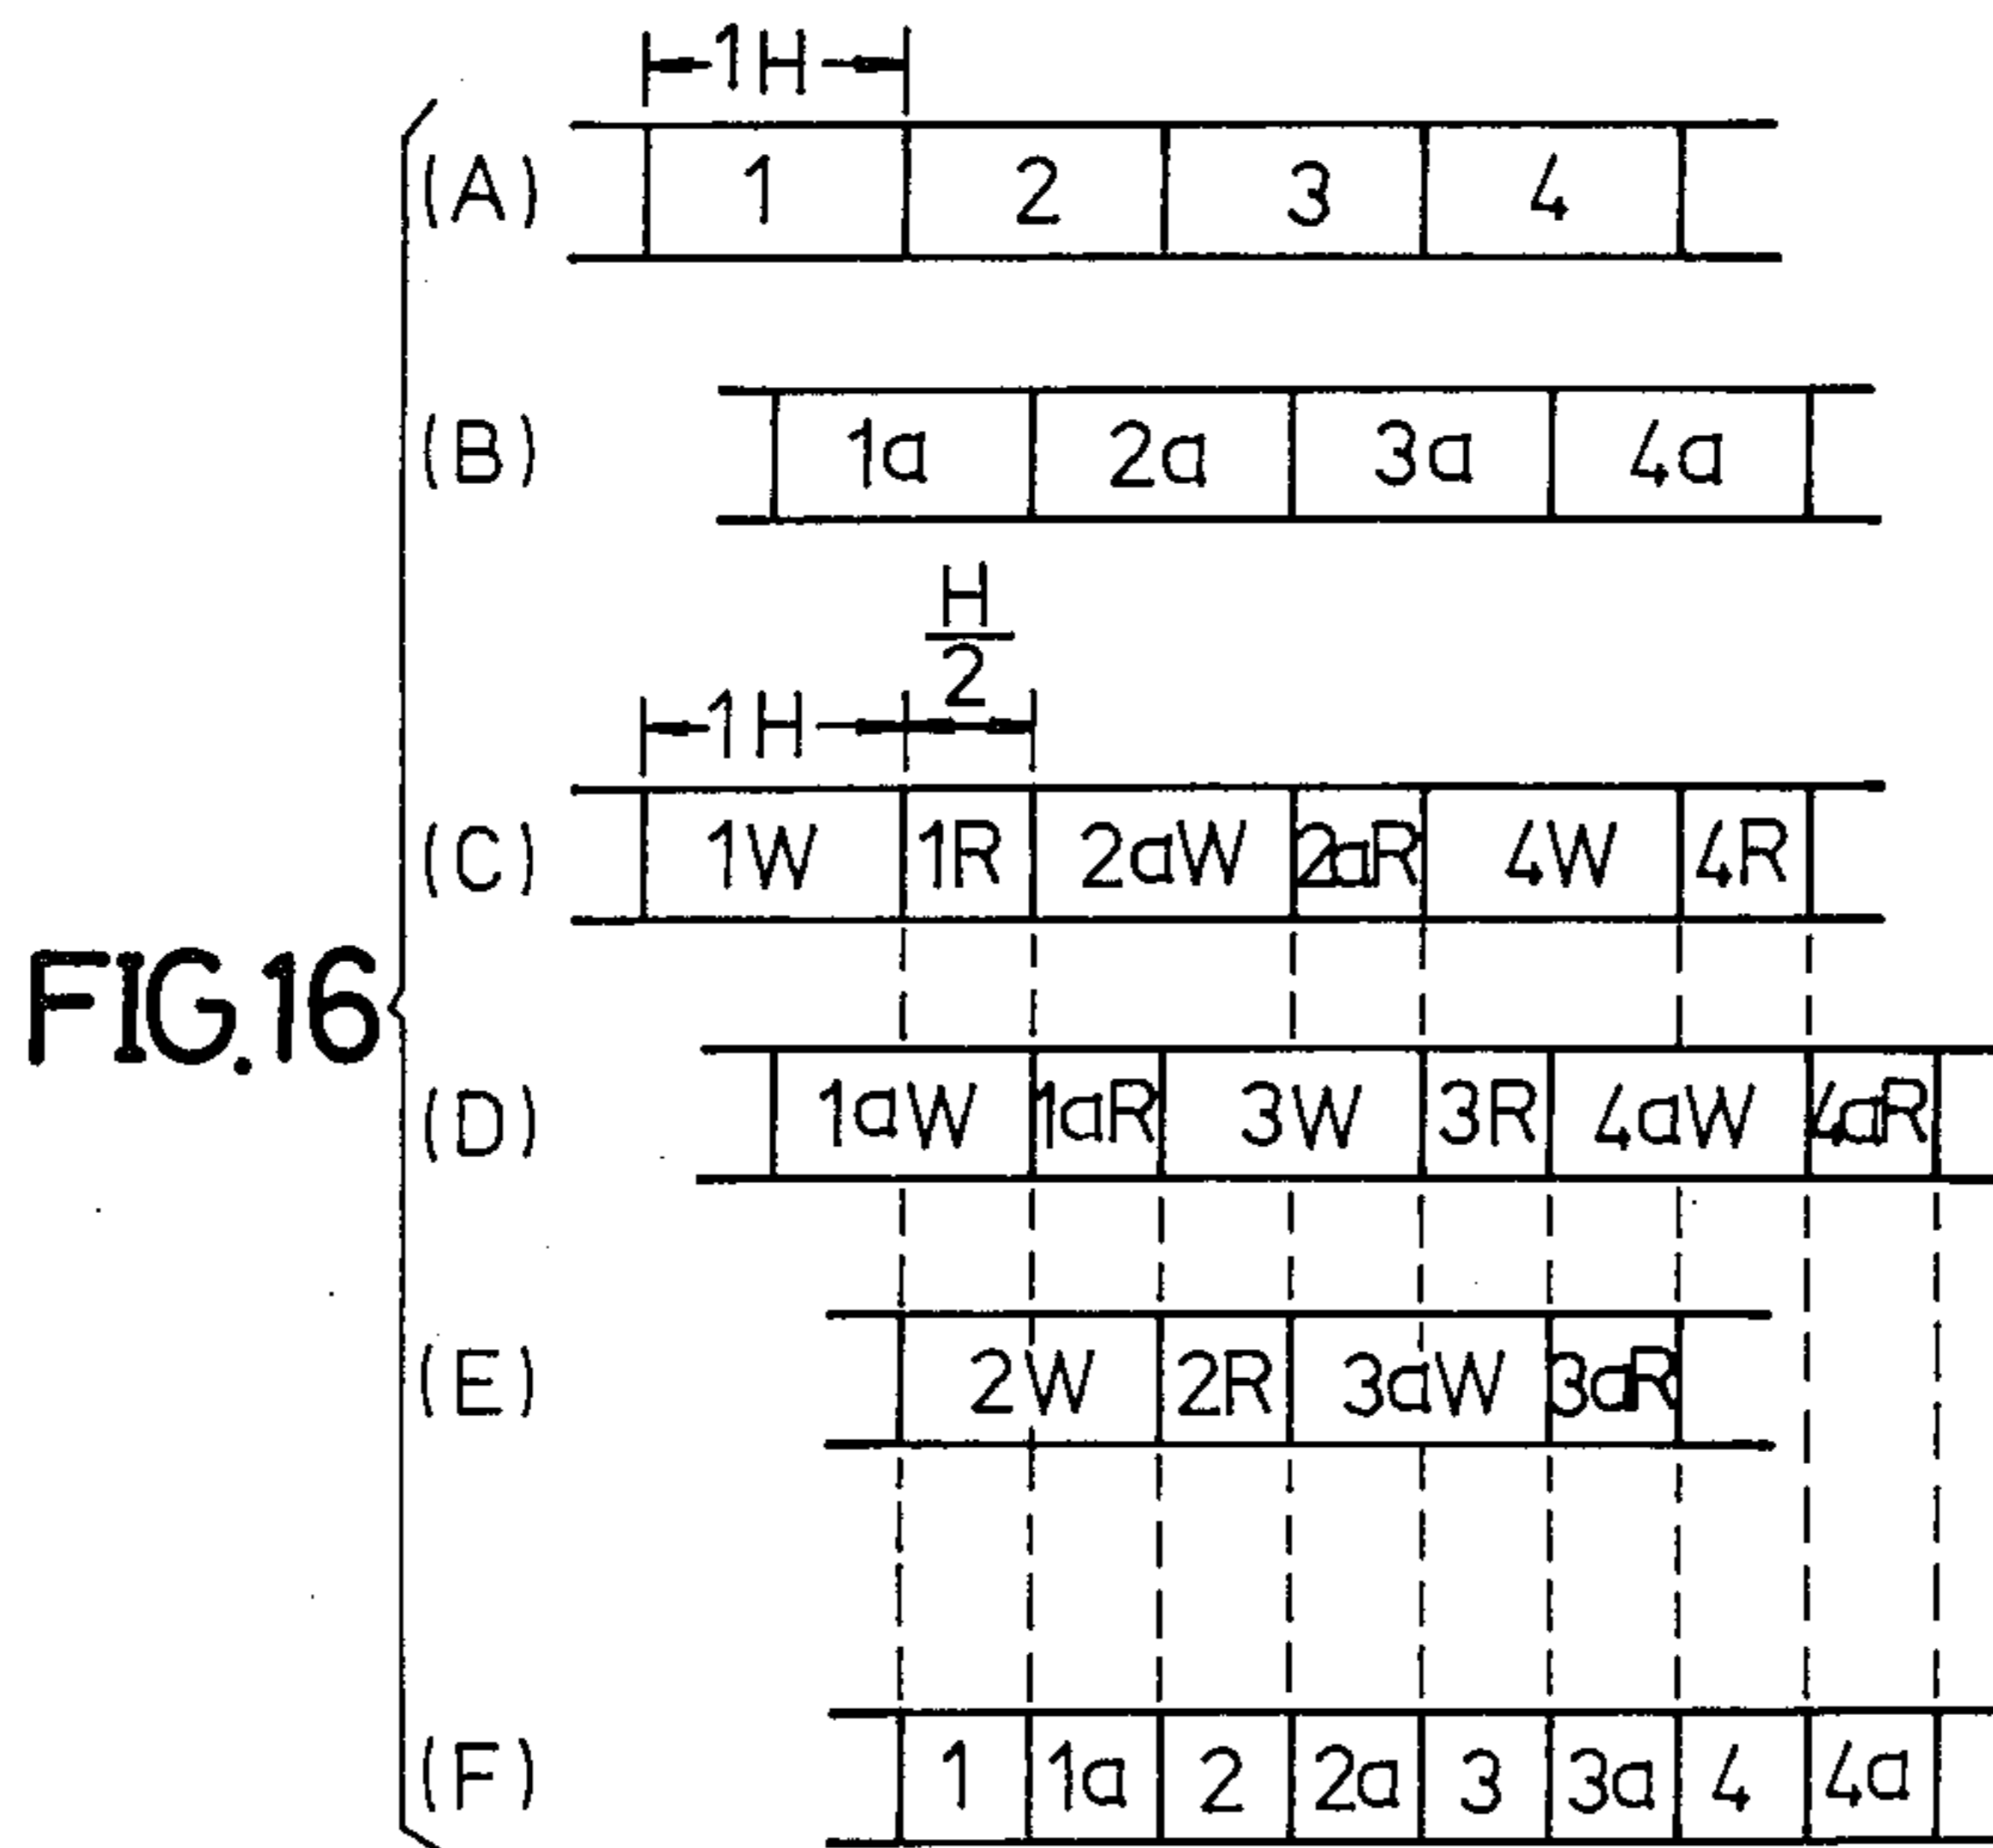 1H
(A) 1 2 3 4
(B) 1a 2a 3a 4a
H
2
1H
(C) 1W 1R 2aW 2aR 4W 4R
FIG.16
(D) 1aW 1aR 3W 3R 4aW 4aR
(E) 2W 2R 3aW 3aR
(F) 1 1a 2 2a 3 3a 4 4a